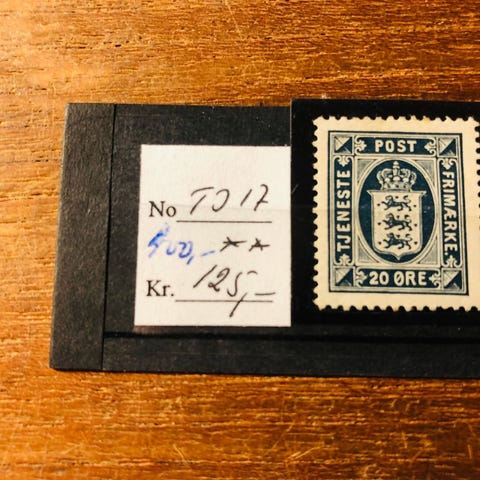 No TJ 17
400,- **
Kr. 125,-
POST
TJENESTE
FRIMÆRKE
20 ØRE